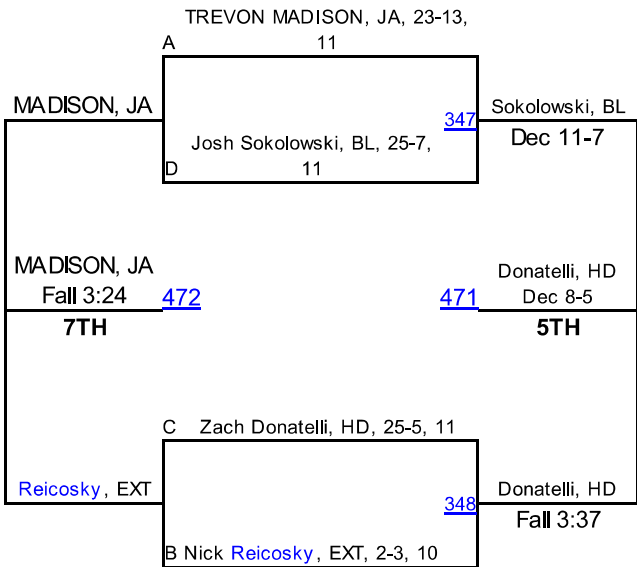 TREVON MADISON, JA, 23-13,
A 11
MADISON, JA
347
Sokolowski, BL
Dec 11-7
Josh Sokolowski, BL, 25-7,
D 11
MADISON, JA
Fall 3:24
7TH
472
471
Donatelli, HD
Dec 8-5
5TH
C Zach Donatelli, HD, 25-5, 11
Reicosky, EXT
348
Donatelli, HD
Fall 3:37
B Nick Reicosky, EXT, 2-3, 10